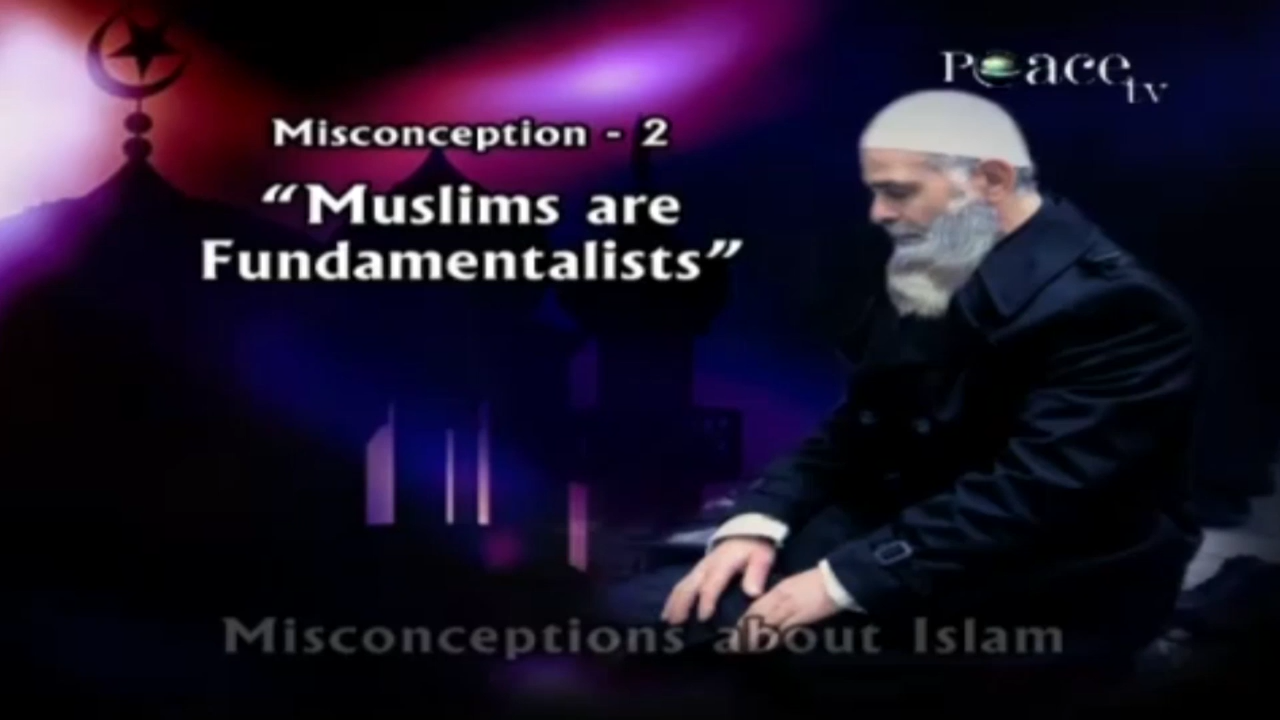 Peace tv
Misconception - 2
“Muslims are
Fundamentalists”
Misconceptions about Islam